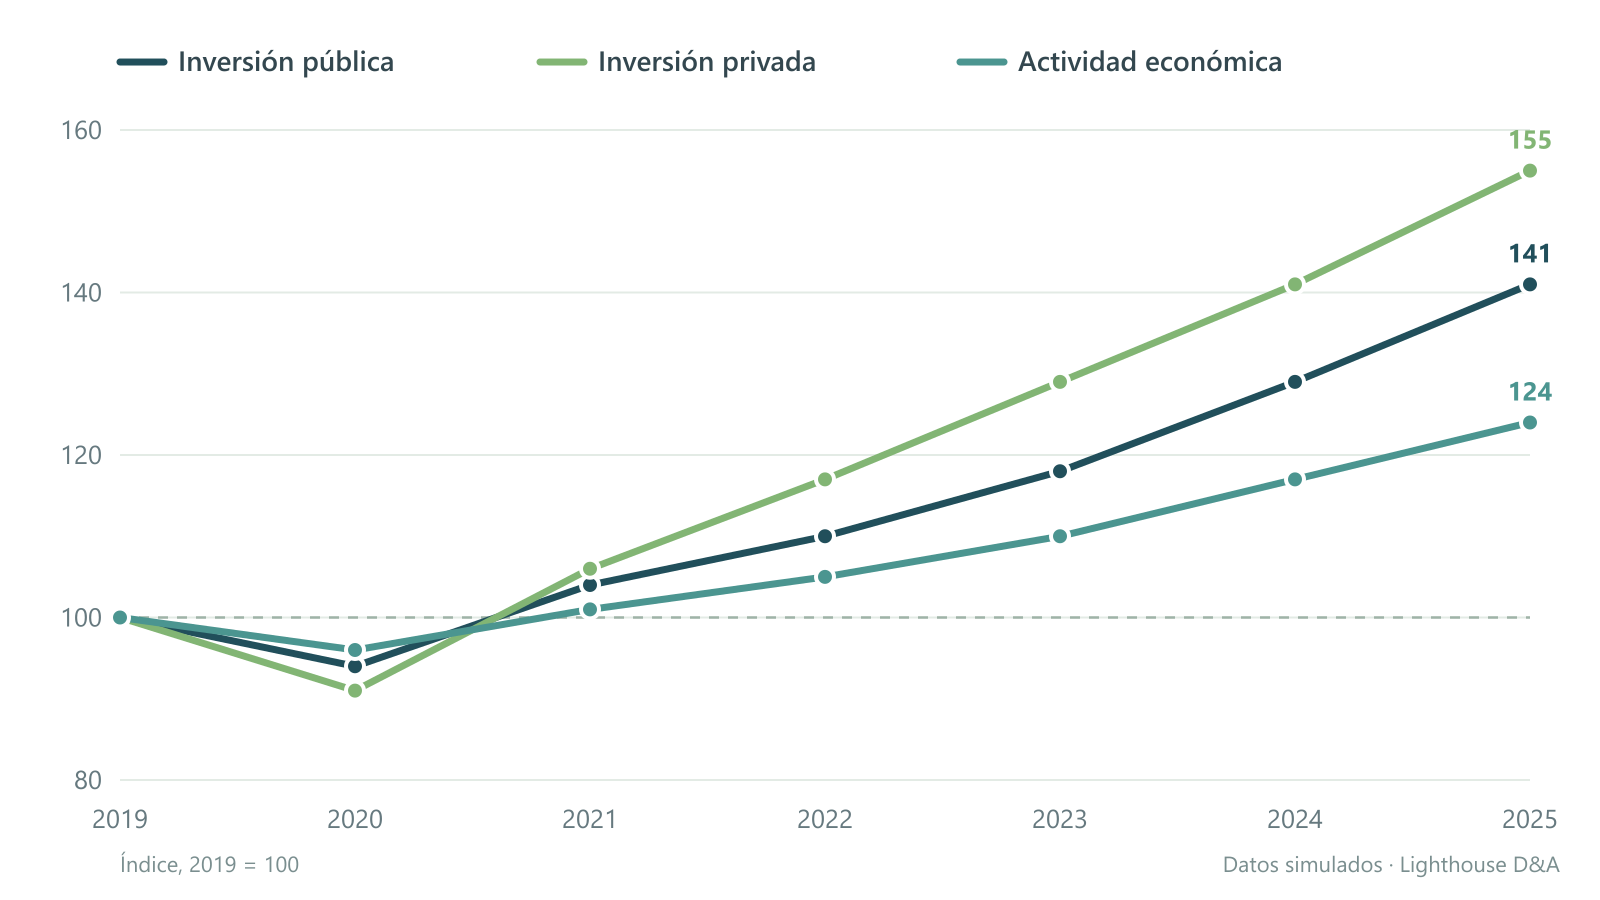 Inversión pública
Inversión privada
Actividad económica
160
155
141
140
124
120
100
80
2019 2020 2021 2022 2023 2024 2025
Índice, 2019 = 100
Datos simulados · Lighthouse D&A